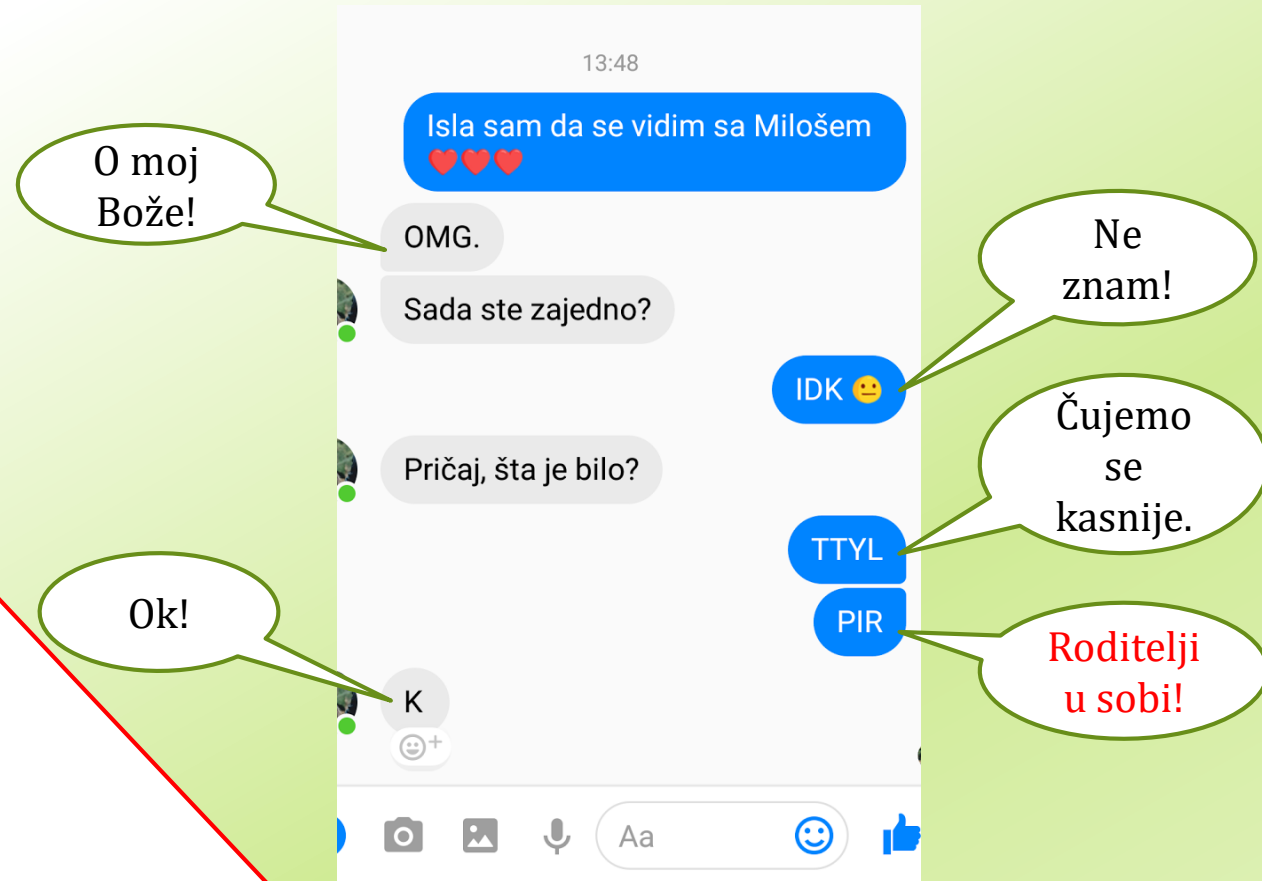 13:48
Isla sam da se vidim sa Milošem
❤️❤️❤️
O moj
Bože!
OMG.
Sada ste zajedno?
Ne
znam!
IDK 😐
Pričaj, šta je bilo?
Čujemo
se
kasnije.
TTYL
PIR
Roditelji
u sobi!
Ok!
K
Aa